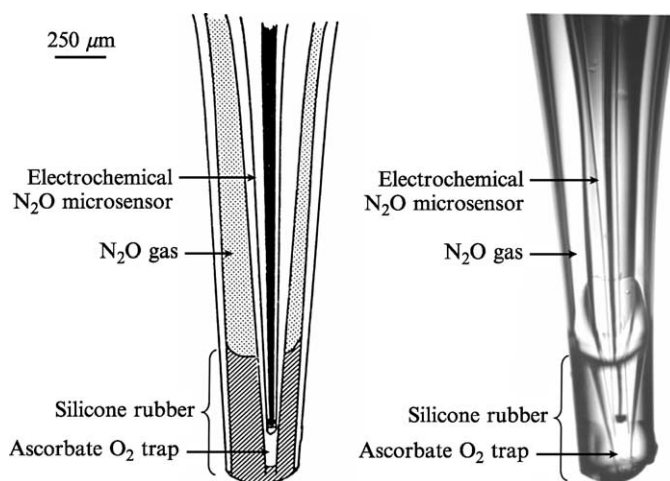 250 μm
Electrochemical
N₂O microsensor
N₂O gas
Silicone rubber
Ascorbate O₂ trap
Electrochemical
N₂O microsensor
N₂O gas
Silicone rubber
Ascorbate O₂ trap